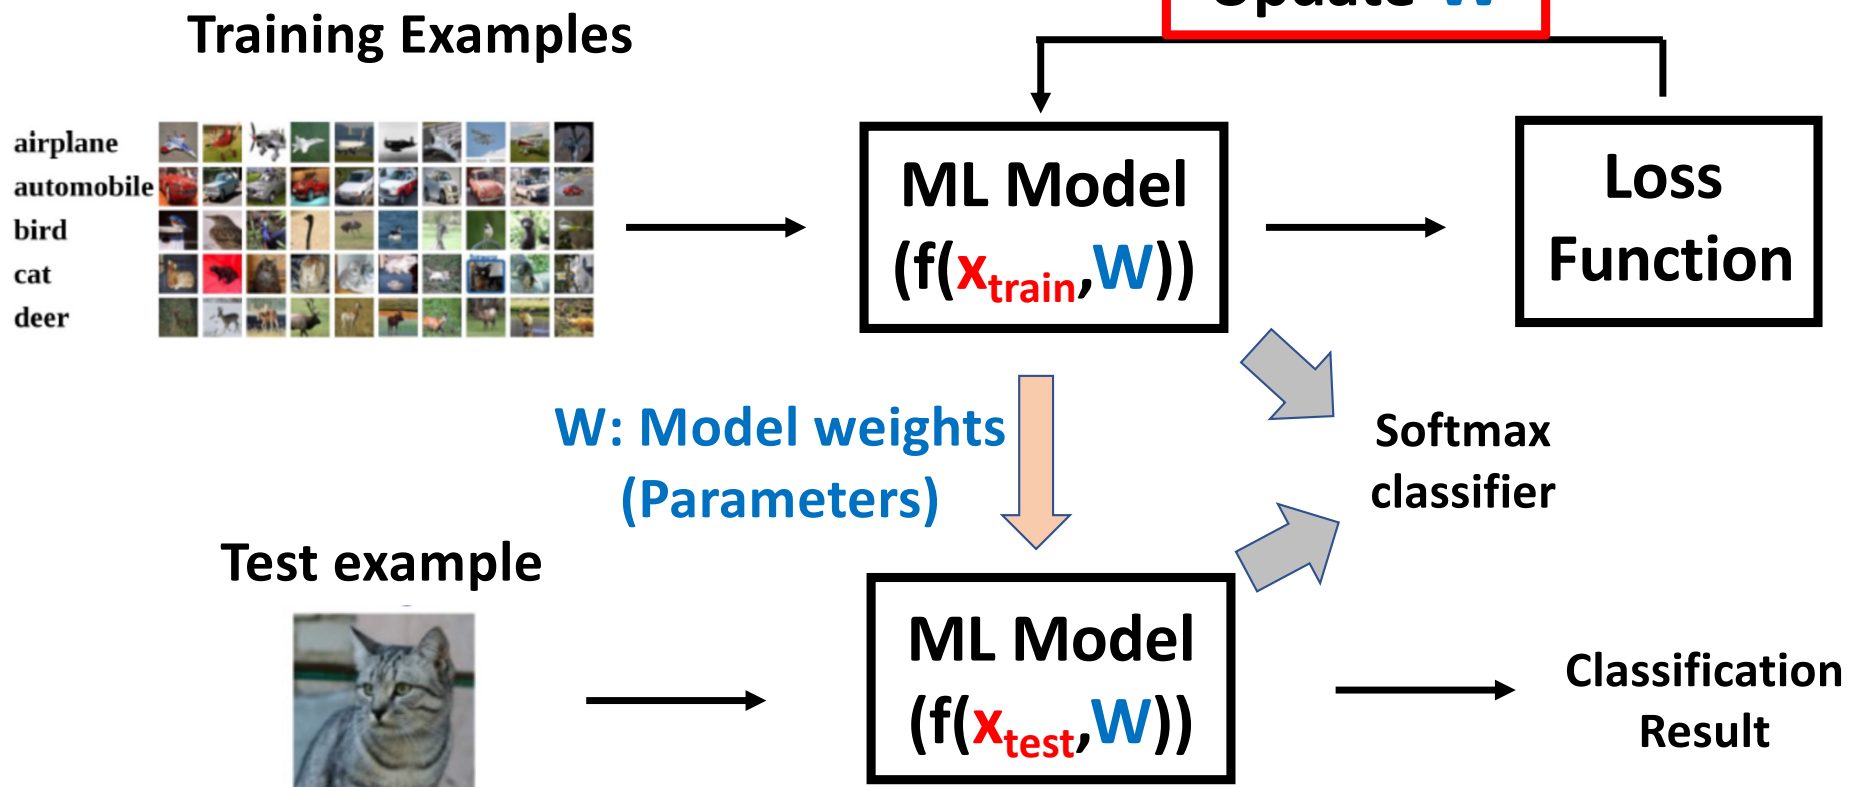 Update W
Training Examples
airplane
automobile
bird
cat
deer
ML Model
(f(xtrain,W))
Loss
Function
W: Model weights
(Parameters)
Softmax
classifier
Test example
ML Model
(f(xtest,W))
Classification
Result